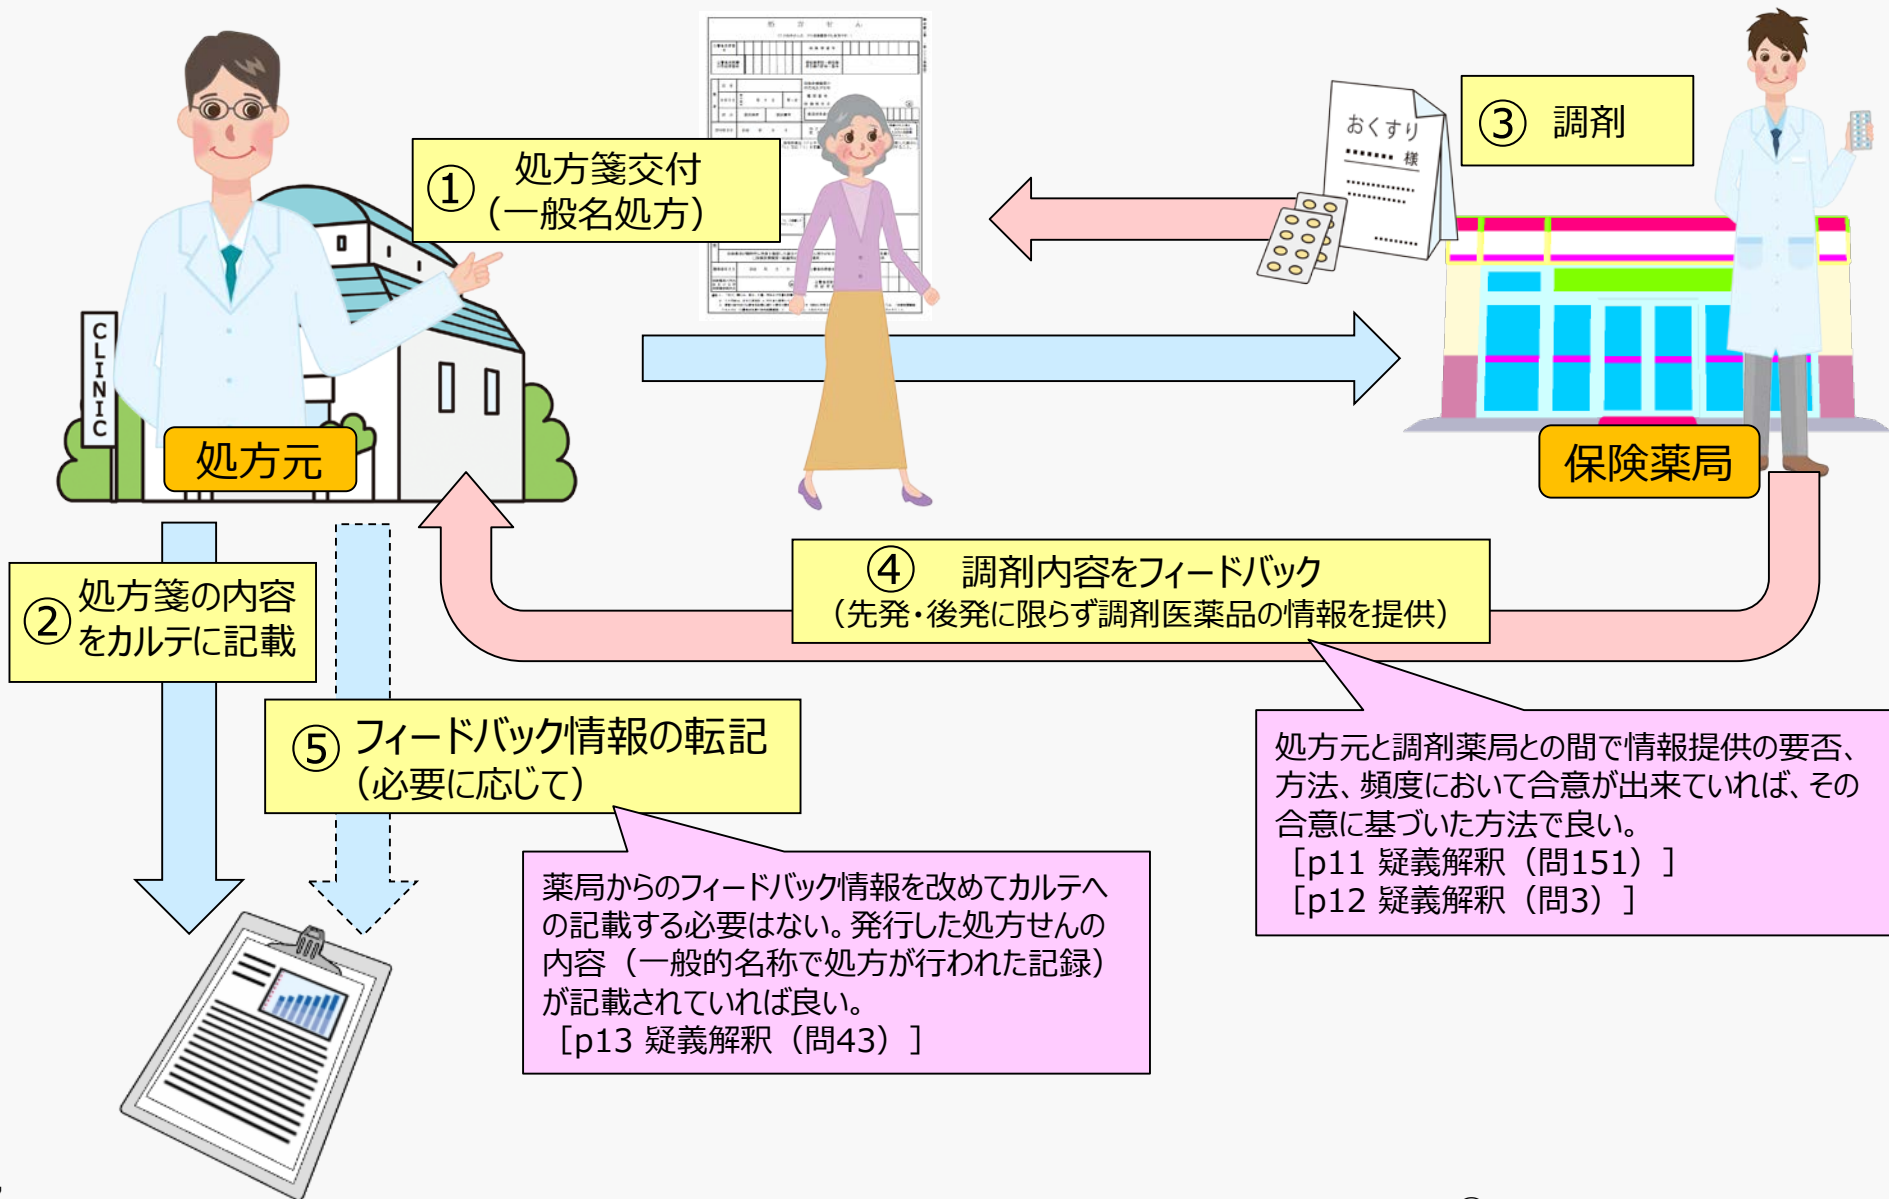 処方せん
①
処方箋交付
（一般名処方）
おくすり
様
③ 調剤
CLINIC
処方元
保険薬局
②
処方箋の内容
をカルテに記載
④ 調剤内容をフィードバック
（先発・後発に限らず調剤医薬品の情報を提供）
⑤
フィードバック情報の転記
（必要に応じて）
処方元と調剤薬局との間で情報提供の要否、
方法、頻度において合意が出来ていれば、その
合意に基づいた方法で良い。
［p11 疑義解釈（問151）］
［p12 疑義解釈（問3）］
薬局からのフィードバック情報を改めてカルテへ
の記載する必要はない。発行した処方せんの
内容（一般的名称で処方が行われた記録）
が記載されていれば良い。
［p13 疑義解釈（問43）］